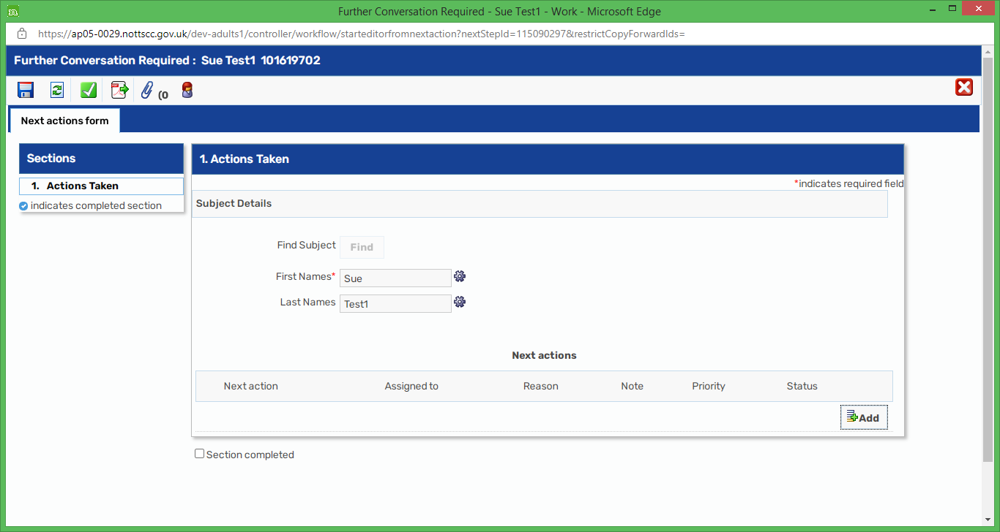 Further Conversation Required - Sue Test1 - Work - Microsoft Edge
https://ap05-0029.nottscc.gov.uk/dev-adults1/controller/workflow/starteditorfromnextaction?nextStepId=115090297&restrictCopyForwardIds=
Further Conversation Required : Sue Test1 101619702
(0
Next actions form
Sections
1. Actions Taken
indicates completed section
1. Actions Taken
*indicates required field
Subject Details
Find Subject Find
First Names* Sue
Last Names Test1
Next actions
Next action Assigned to Reason Note Priority Status
Add
Section completed